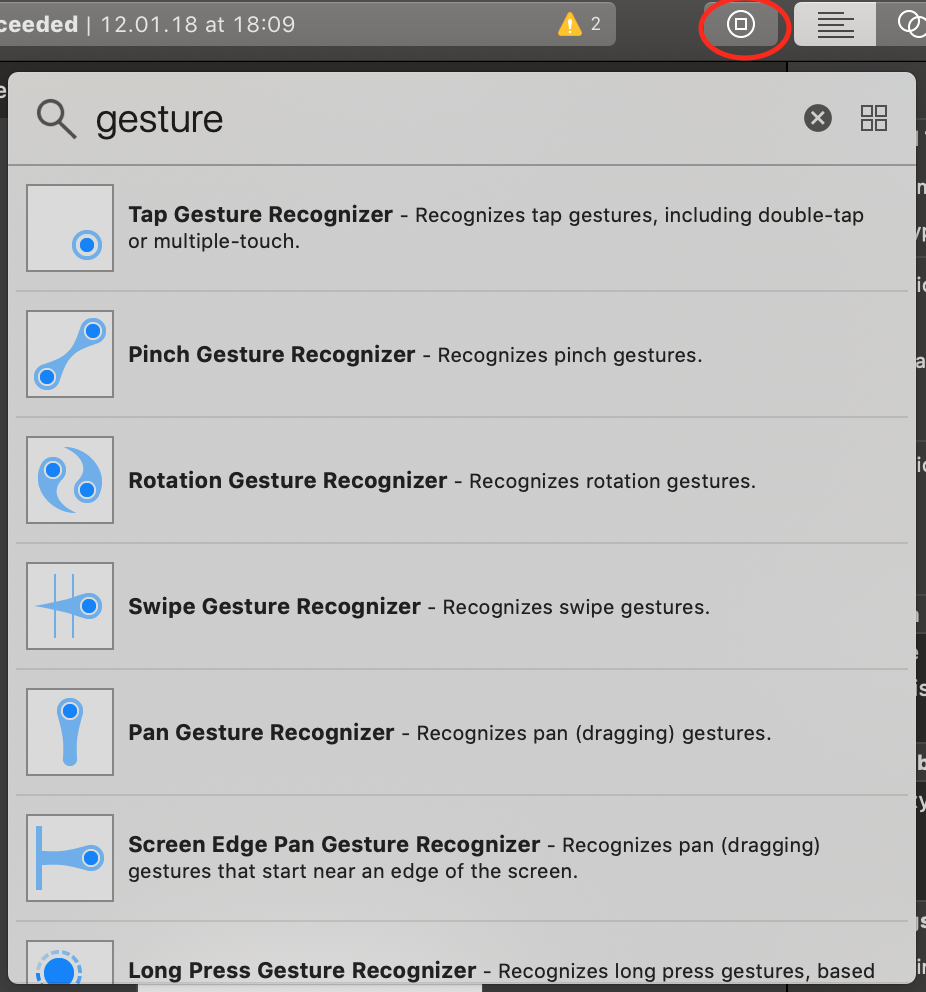 ceeded | 12.01.18 at 18:09 2
gesture
Tap Gesture Recognizer - Recognizes tap gestures, including double-tap
or multiple-touch.
Pinch Gesture Recognizer - Recognizes pinch gestures.
Rotation Gesture Recognizer - Recognizes rotation gestures.
Swipe Gesture Recognizer - Recognizes swipe gestures.
Pan Gesture Recognizer - Recognizes pan (dragging) gestures.
Screen Edge Pan Gesture Recognizer - Recognizes pan (dragging)
gestures that start near an edge of the screen.
Long Press Gesture Recognizer - Recognizes long press gestures, based